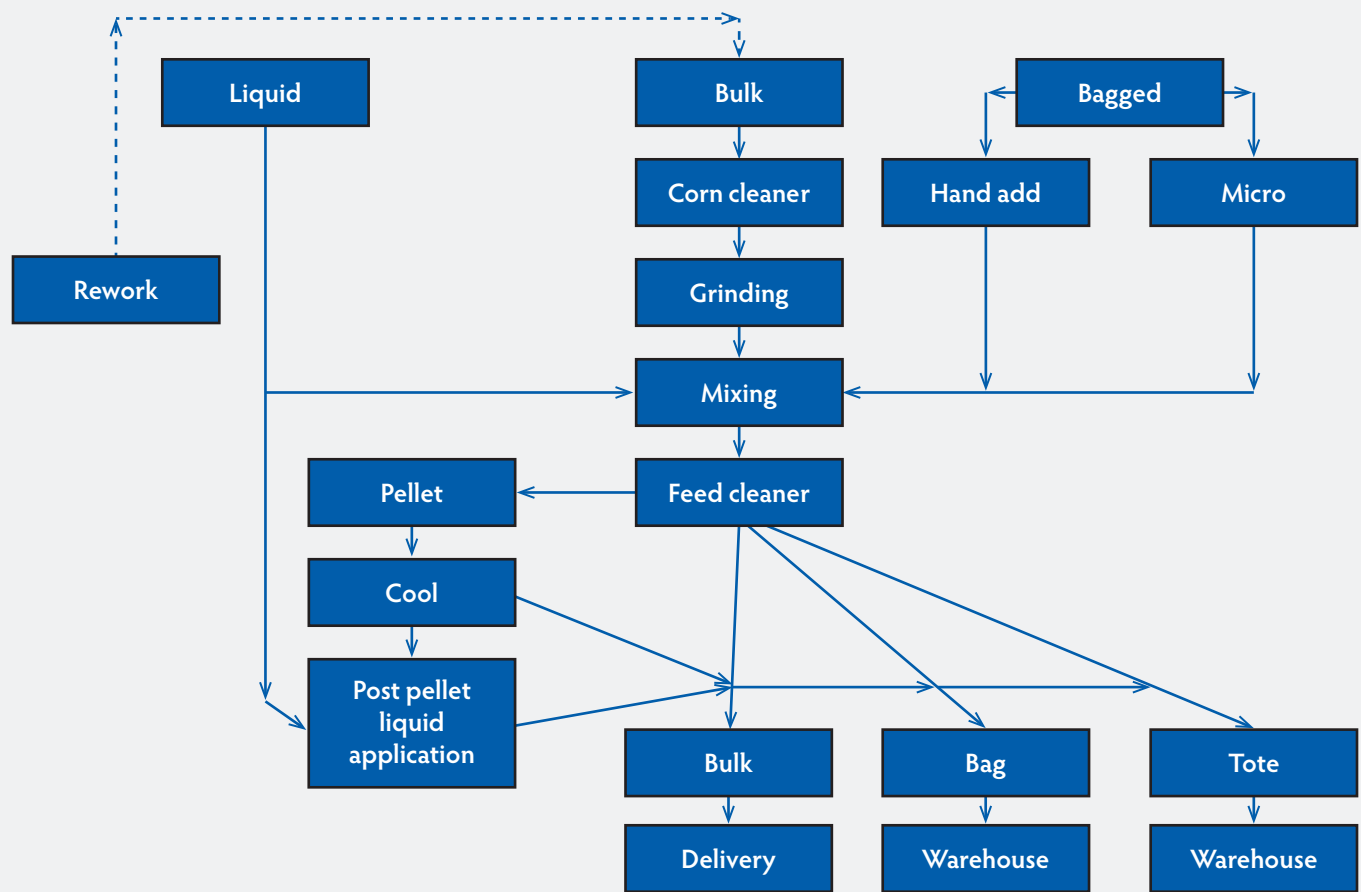 Liquid
Bulk
Bagged
Corn cleaner
Hand add
Micro
Rework
Grinding
Mixing
Pellet
Feed cleaner
Cool
Post pellet
liquid
application
Bulk
Bag
Tote
Delivery
Warehouse
Warehouse